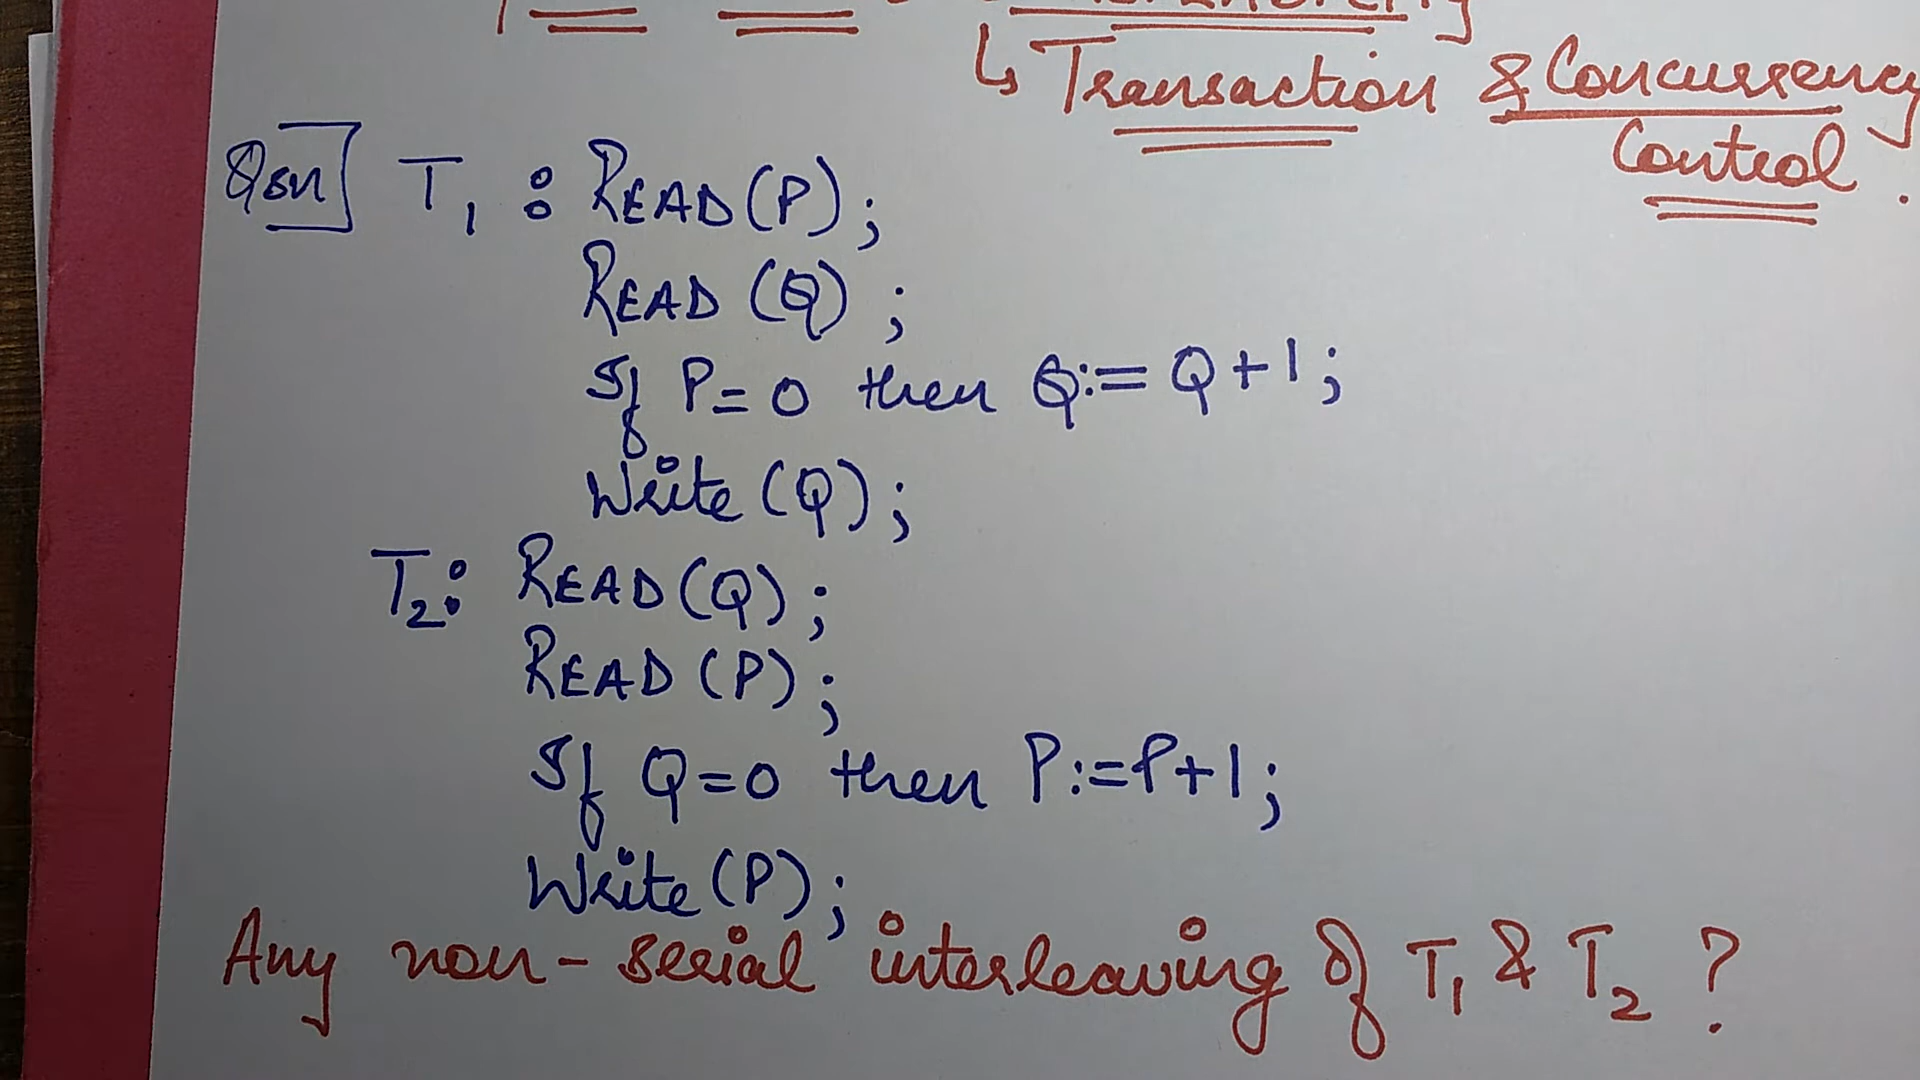 ↳ Transaction & Concurrency
Control.
Qsn] T₁ : READ(P);
READ (Q);
If P=0 then Q:= Q+1;
Write (Q);
T₂: READ(Q);
READ (P);
If Q=0 then P:=P+1;
Write (P);
Any non-serial interleaving of T₁ & T₂ ?